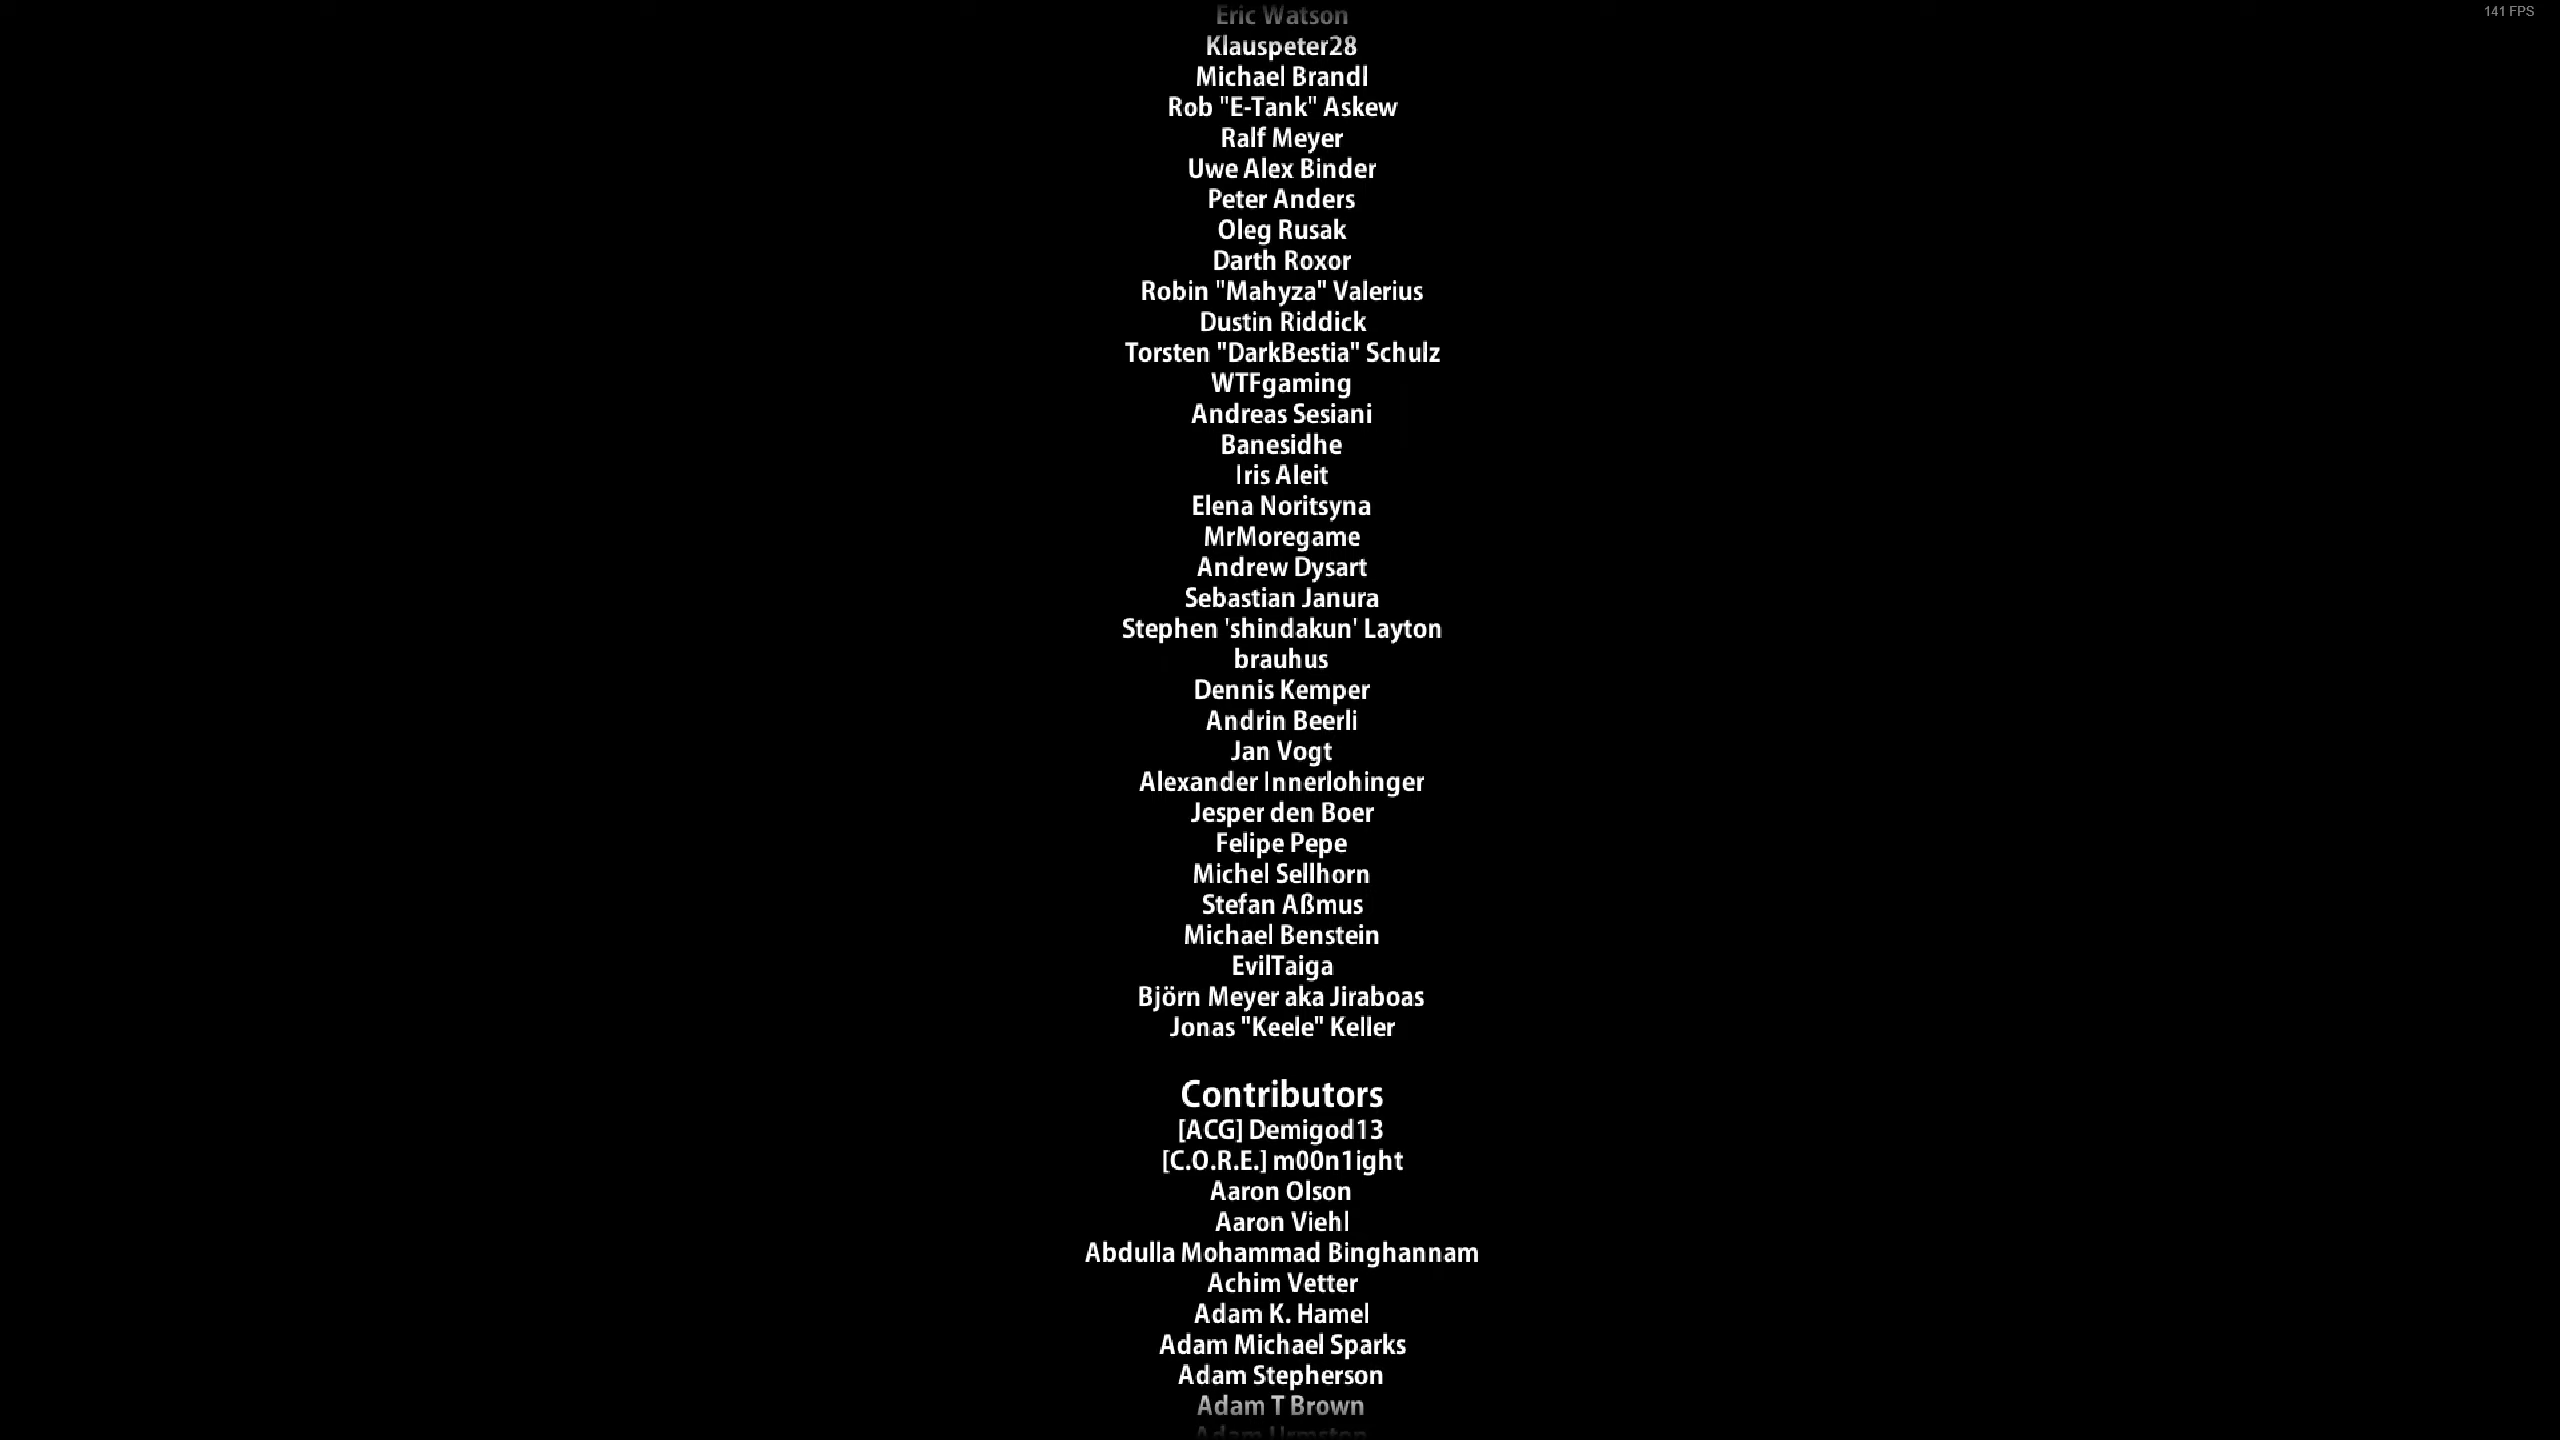 Eric Watson
141 FPS
Klauspeter28
Michael Brandl
Rob "E-Tank" Askew
Ralf Meyer
Uwe Alex Binder
Peter Anders
Oleg Rusak
Darth Roxor
Robin "Mahyza" Valerius
Dustin Riddick
Torsten "DarkBestia" Schulz
WTFgaming
Andreas Sesiani
Banesidhe
Iris Aleit
Elena Noritsyna
MrMoregame
Andrew Dysart
Sebastian Janura
Stephen 'shindakun' Layton
brauhus
Dennis Kemper
Andrin Beerli
Jan Vogt
Alexander Innerlohinger
Jesper den Boer
Felipe Pepe
Michel Sellhorn
Stefan Aßmus
Michael Benstein
EvilTaiga
Björn Meyer aka Jiraboas
Jonas "Keele" Keller
Contributors
[ACG] Demigod13
[C.O.R.E.] m00n1ight
Aaron Olson
Aaron Viehl
Abdulla Mohammad Binghannam
Achim Vetter
Adam K. Hamel
Adam Michael Sparks
Adam Stepherson
Adam T Brown
Adam Urmston